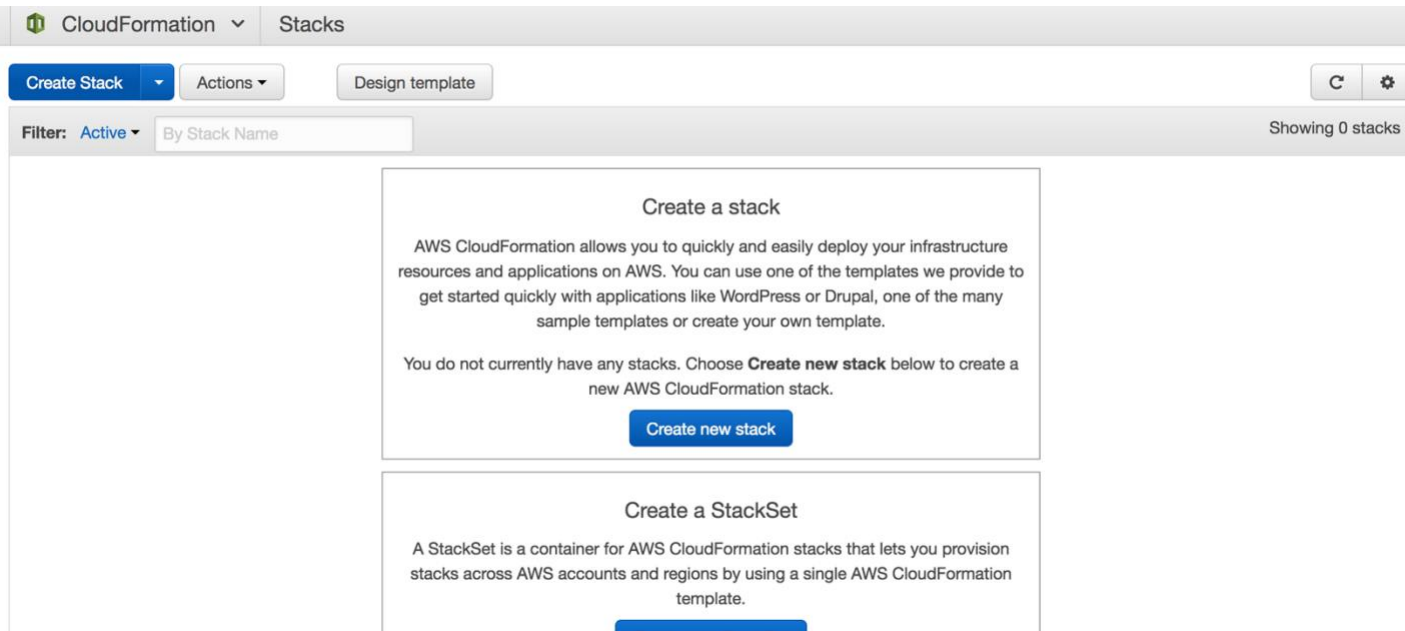 CloudFormation Stacks
Create Stack Actions Design template
Filter: Active By Stack Name Showing 0 stacks
Create a stack
AWS CloudFormation allows you to quickly and easily deploy your infrastructure
resources and applications on AWS. You can use one of the templates we provide to
get started quickly with applications like WordPress or Drupal, one of the many
sample templates or create your own template.
You do not currently have any stacks. Choose Create new stack below to create a
new AWS CloudFormation stack.
Create new stack
Create a StackSet
A StackSet is a container for AWS CloudFormation stacks that lets you provision
stacks across AWS accounts and regions by using a single AWS CloudFormation
template.